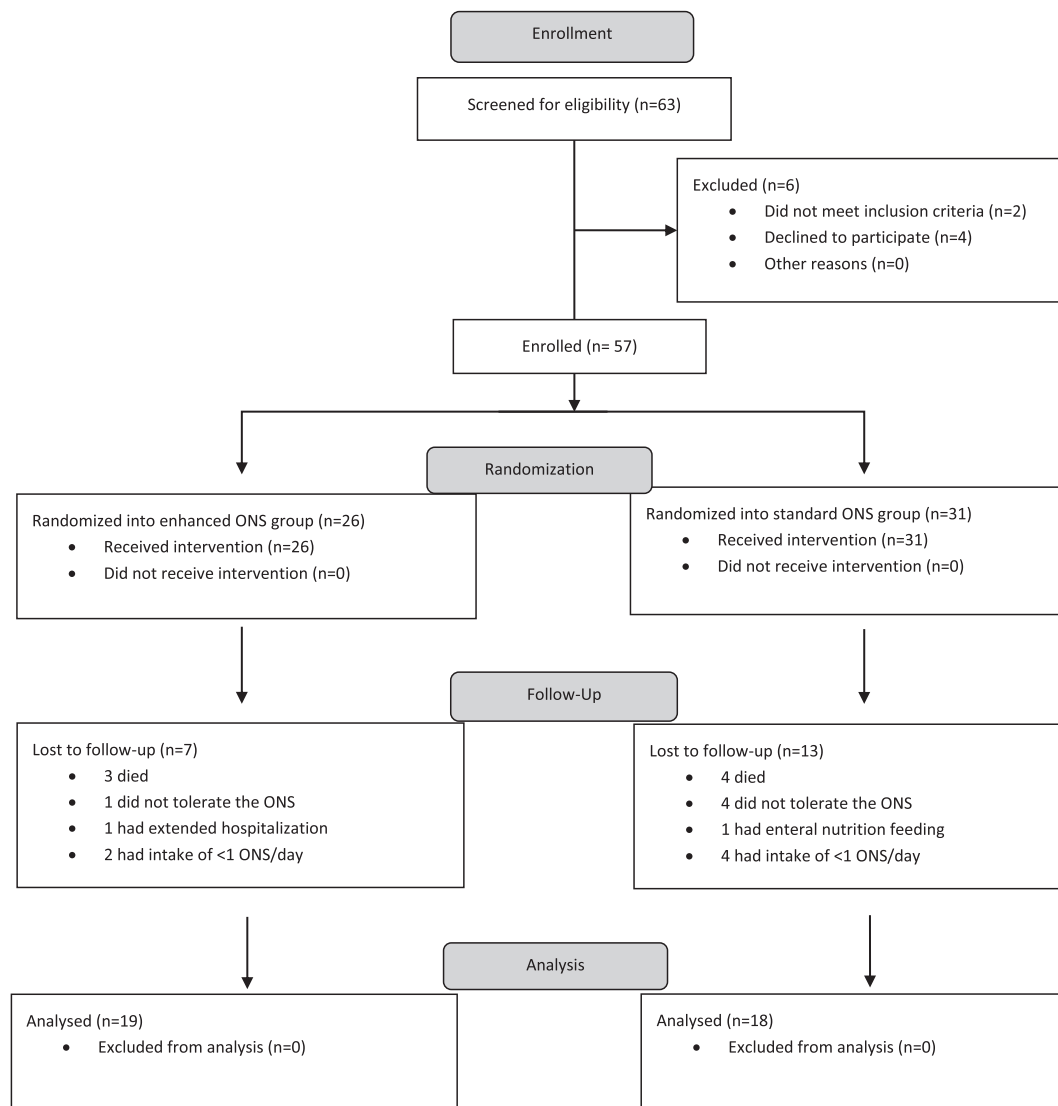 Enrollment
Screened for eligibility (n=63)
Excluded (n=6)
• Did not meet inclusion criteria (n=2)
• Declined to participate (n=4)
• Other reasons (n=0)
Enrolled (n= 57)
Randomization
Randomized into enhanced ONS group (n=26)
• Received intervention (n=26)
• Did not receive intervention (n=0)
Randomized into standard ONS group (n=31)
• Received intervention (n=31)
• Did not receive intervention (n=0)
Follow-Up
Lost to follow-up (n=7)
• 3 died
• 1 did not tolerate the ONS
• 1 had extended hospitalization
• 2 had intake of <1 ONS/day
Lost to follow-up (n=13)
• 4 died
• 4 did not tolerate the ONS
• 1 had enteral nutrition feeding
• 4 had intake of <1 ONS/day
Analysis
Analysed (n=19)
• Excluded from analysis (n=0)
Analysed (n=18)
• Excluded from analysis (n=0)